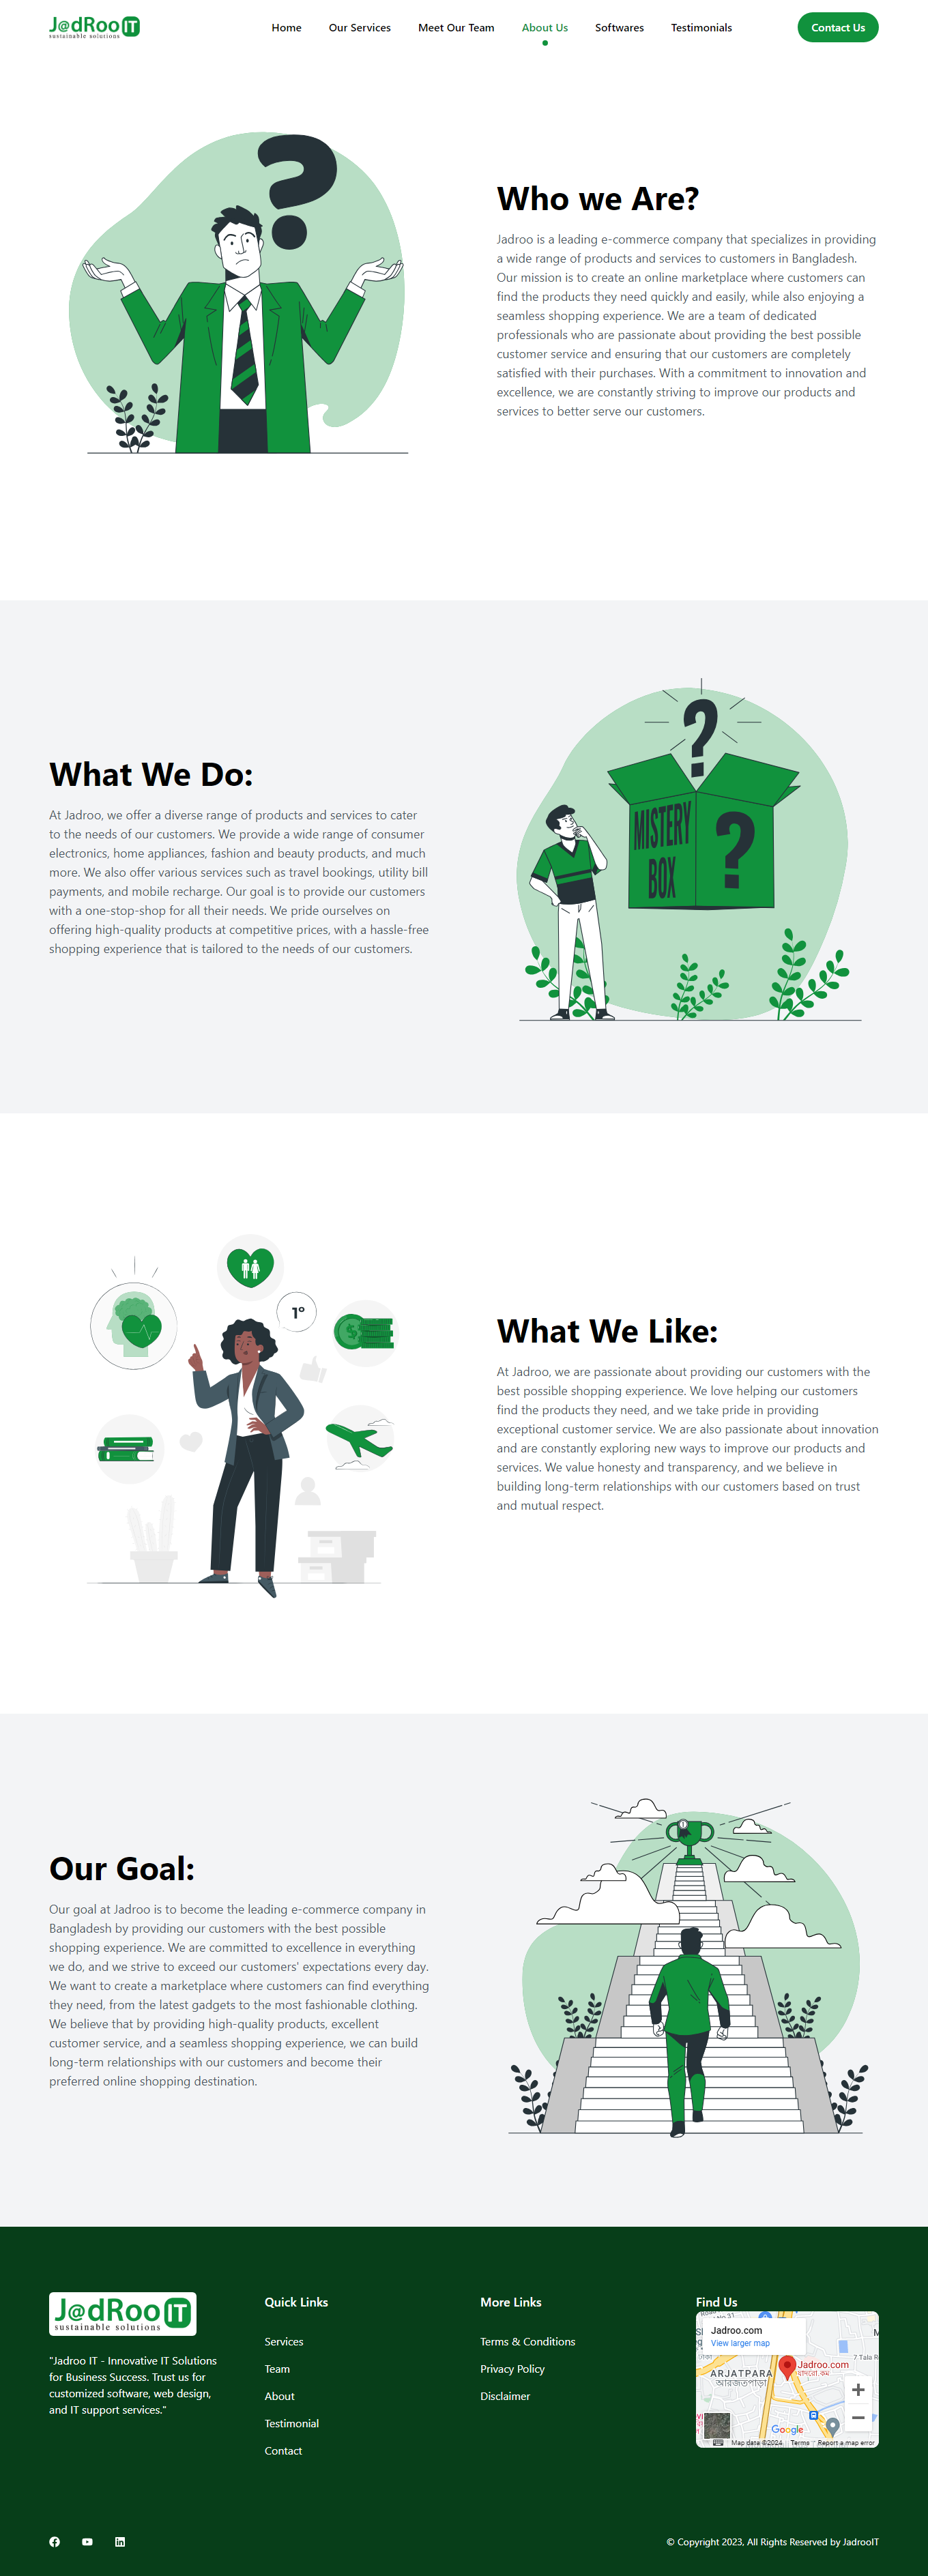 J@dRoo IT
sustainable solutions
Home
Our Services
Meet Our Team
About Us
Softwares
Testimonials
Contact Us
?
Who we Are?
Jadroo is a leading e-commerce company that specializes in providing
a wide range of products and services to customers in Bangladesh.
Our mission is to create an online marketplace where customers can
find the products they need quickly and easily, while also enjoying a
seamless shopping experience. We are a team of dedicated
professionals who are passionate about providing the best possible
customer service and ensuring that our customers are completely
satisfied with their purchases. With a commitment to innovation and
excellence, we are constantly striving to improve our products and
services to better serve our customers.
What We Do:
At Jadroo, we offer a diverse range of products and services to cater
to the needs of our customers. We provide a wide range of consumer
electronics, home appliances, fashion and beauty products, and much
more. We also offer various services such as travel bookings, utility bill
payments, and mobile recharge. Our goal is to provide our customers
with a one-stop-shop for all their needs. We pride ourselves on
offering high-quality products at competitive prices, with a hassle-free
shopping experience that is tailored to the needs of our customers.
?
MISTERY
BOX
?
1º
$
What We Like:
At Jadroo, we are passionate about providing our customers with the
best possible shopping experience. We love helping our customers
find the products they need, and we take pride in providing
exceptional customer service. We are also passionate about innovation
and are constantly exploring new ways to improve our products and
services. We value honesty and transparency, and we believe in
building long-term relationships with our customers based on trust
and mutual respect.
Our Goal:
Our goal at Jadroo is to become the leading e-commerce company in
Bangladesh by providing our customers with the best possible
shopping experience. We are committed to excellence in everything
we do, and we strive to exceed our customers' expectations every day.
We want to create a marketplace where customers can find everything
they need, from the latest gadgets to the most fashionable clothing.
We believe that by providing high-quality products, excellent
customer service, and a seamless shopping experience, we can build
long-term relationships with our customers and become their
preferred online shopping destination.
1
J@dRoo IT
sustainable solutions
"Jadroo IT - Innovative IT Solutions
for Business Success. Trust us for
customized software, web design,
and IT support services."
Quick Links
Services
Team
About
Testimonial
Contact
More Links
Terms & Conditions
Privacy Policy
Disclaimer
Find Us
Jadroo.com
View larger map
7 Tala
Jadroo.com
ARJATPARA
আরজতপাড়া
+
−
Google
Map data ©2024
Terms
Report a map error
© Copyright 2023, All Rights Reserved by JadrooIT